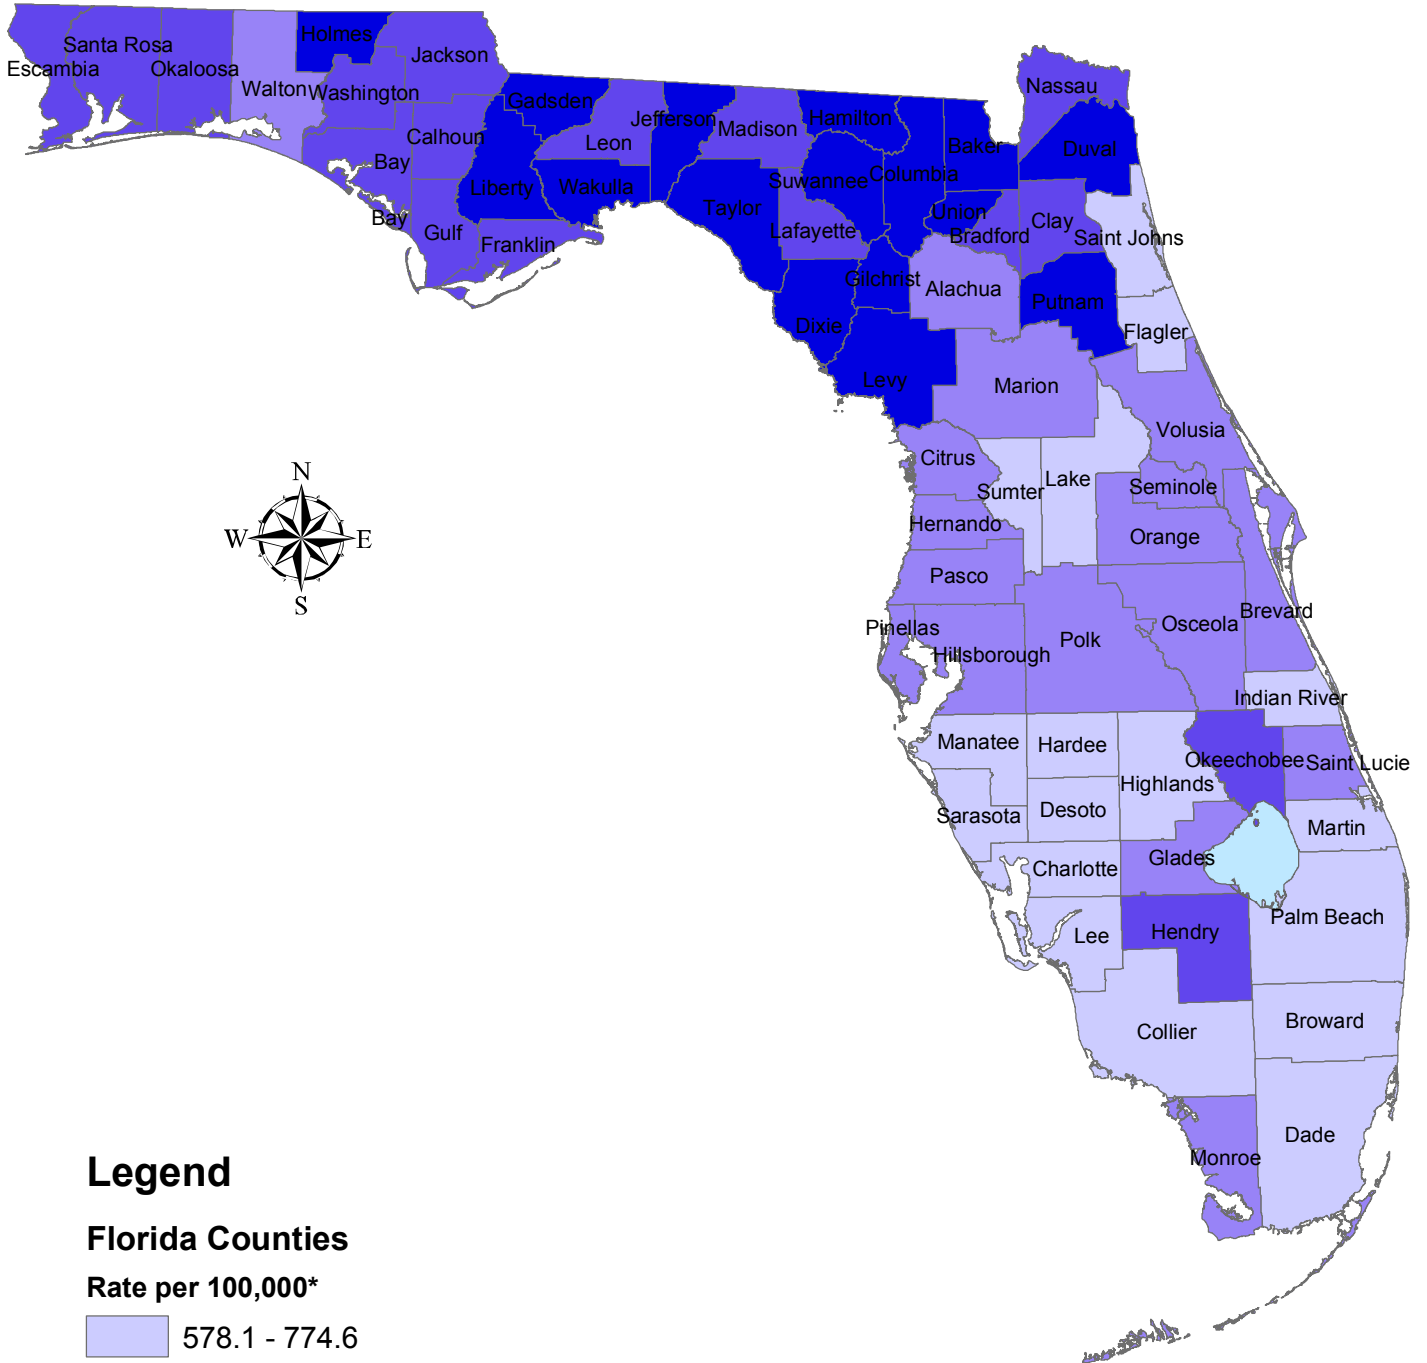 Holmes
Santa Rosa
Jackson
Escambia
Okaloosa
Walton
Washington
Nassau
Gadsden
Jefferson
Hamilton
Madison
Calhoun
Leon
Baker
Duval
Bay
Liberty
Wakulla
Suwannee
Columbia
Taylor
Union
Bay
Gulf
Franklin
Lafayette
Bradford
Clay
Saint Johns
Gilchrist
Alachua
Putnam
Dixie
Flagler
Levy
Marion
Volusia
Citrus
Sumter
Lake
Seminole
N
Hernando
Orange
W
E
Pasco
S
Brevard
Pinellas
Osceola
Polk
Hillsborough
Indian River
Manatee
Hardee
Okeechobee
Saint Lucie
Highlands
Sarasota
Desoto
Martin
Glades
Charlotte
Palm Beach
Lee
Hendry
Collier
Broward
Dade
Monroe
Legend
Florida Counties
Rate per 100,000*
578.1 - 774.6